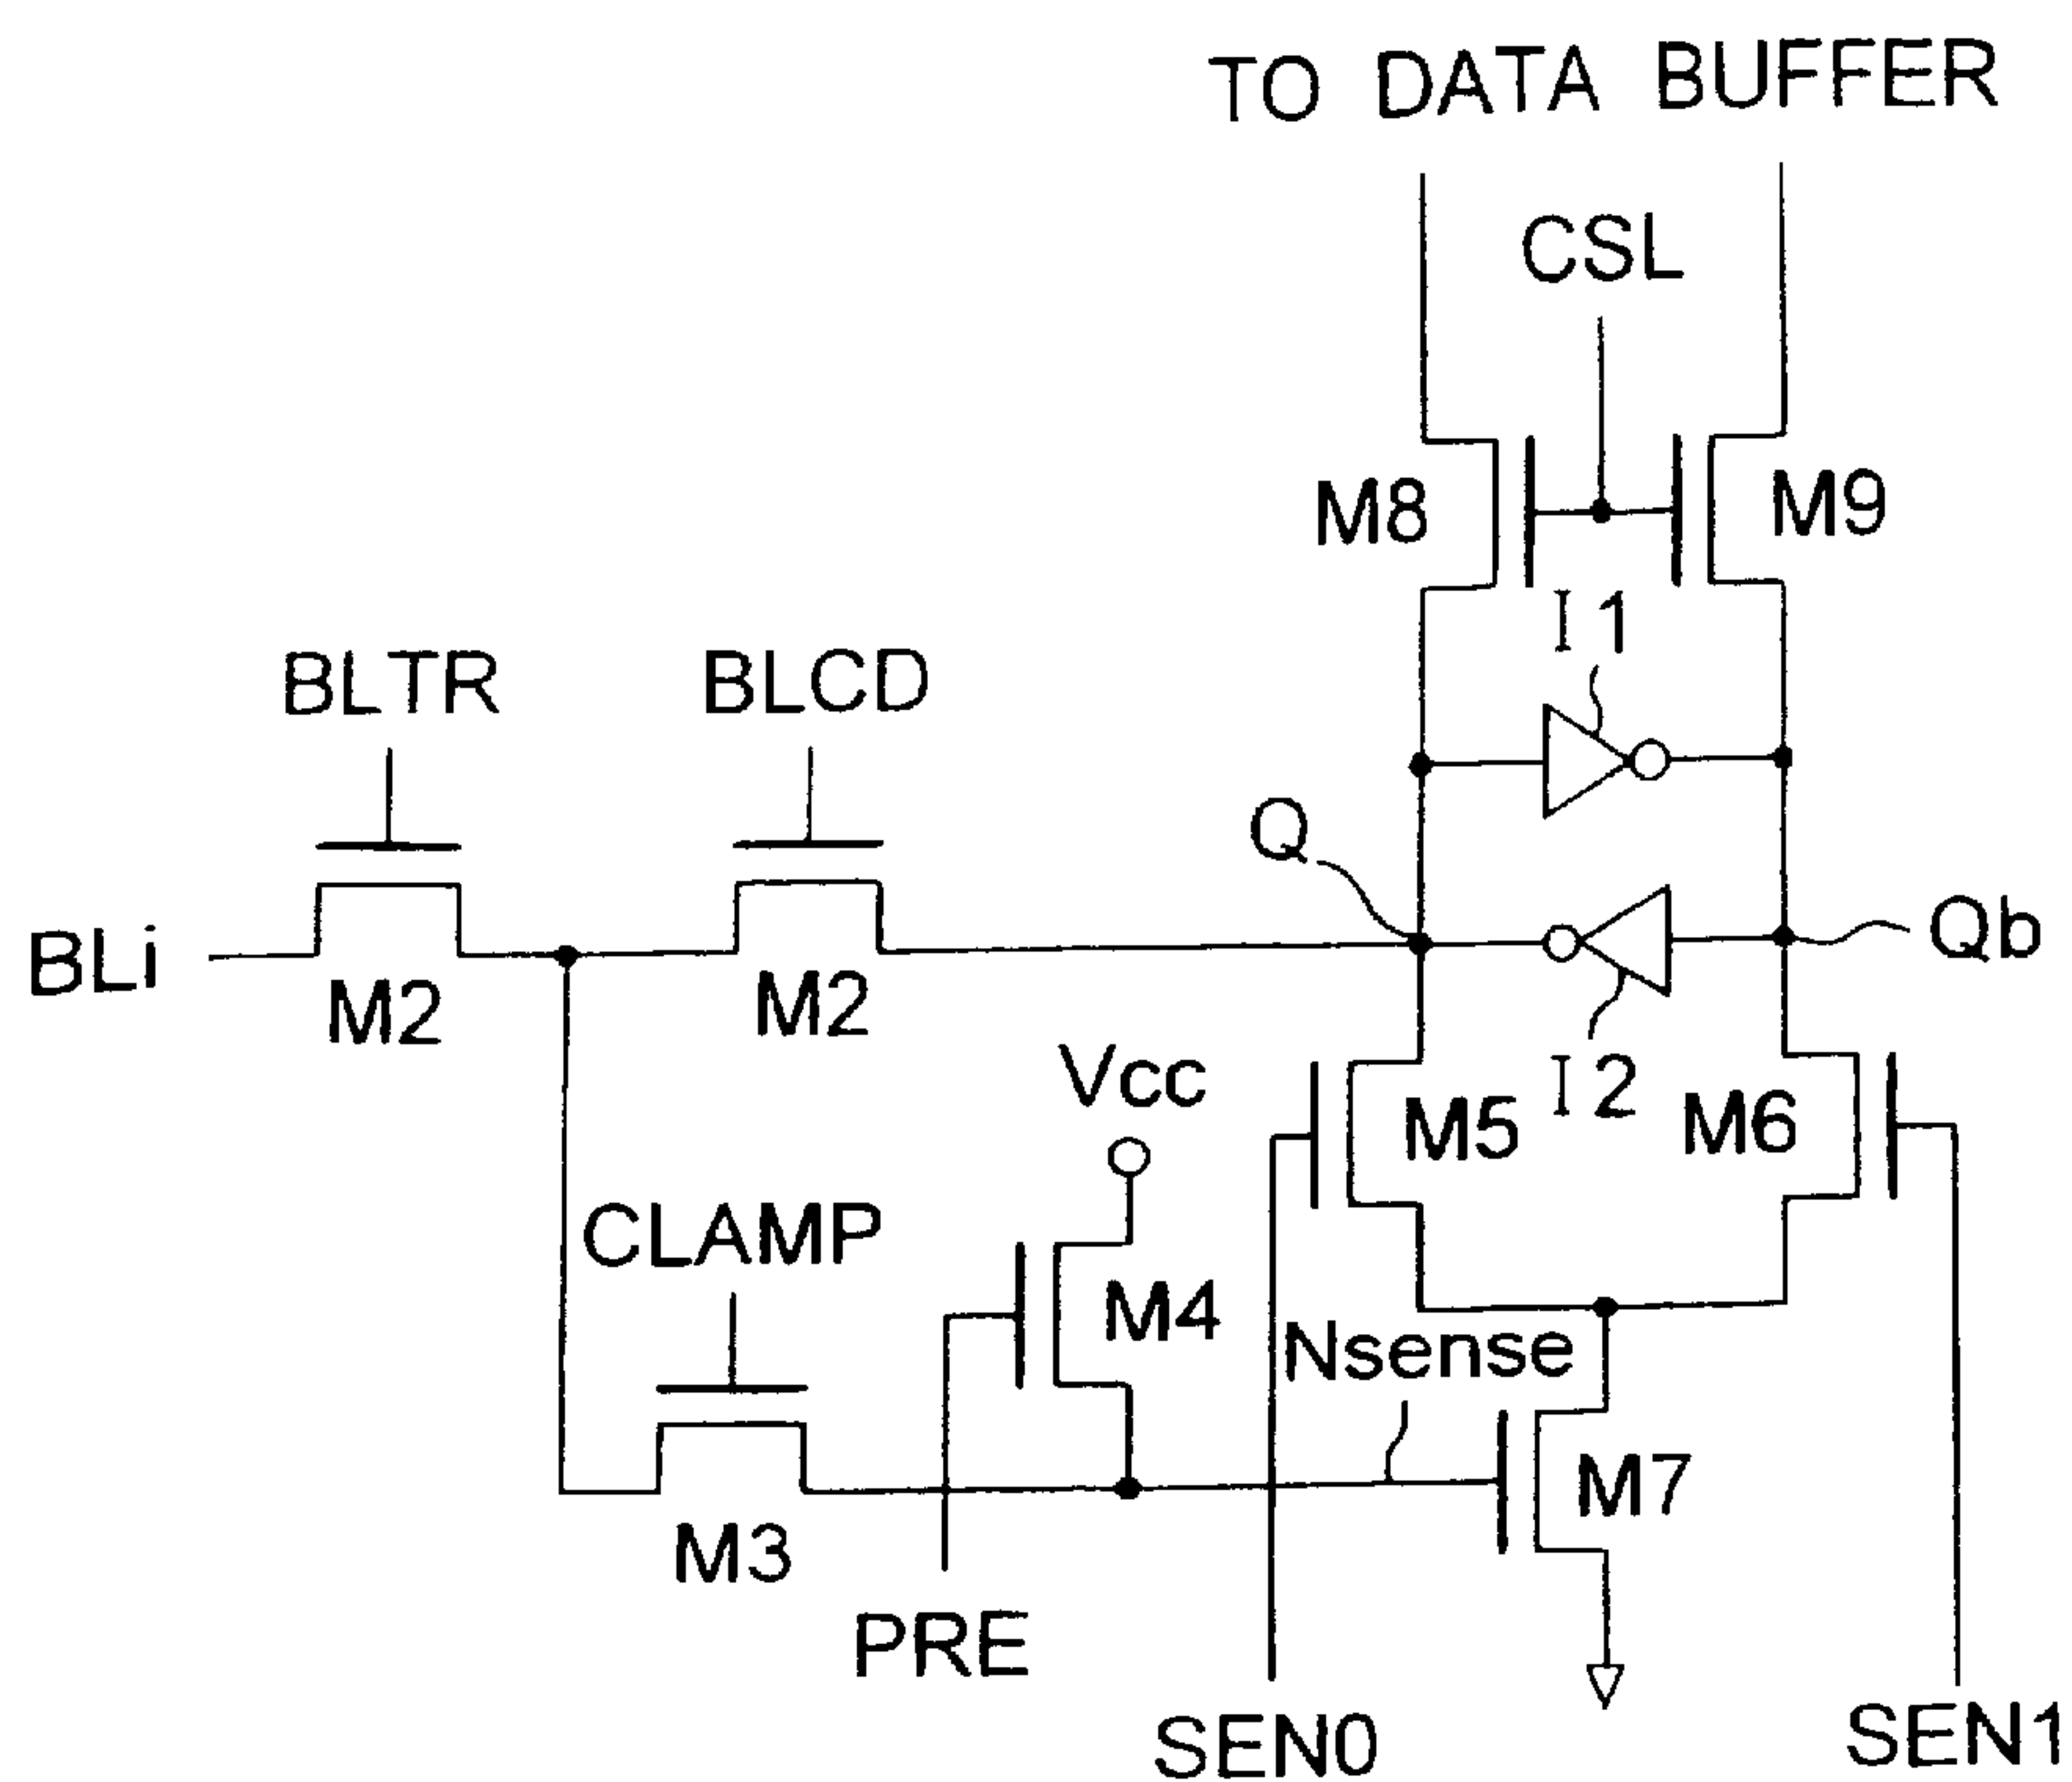 TO DATA BUFFER
CSL
M8
M9
I1
BLTR
BLCD
Q
BLi
Qb
M2
M2
Vcc
I2
M5
M6
CLAMP
M4
Nsense
M7
M3
PRE
SEN0
SEN1